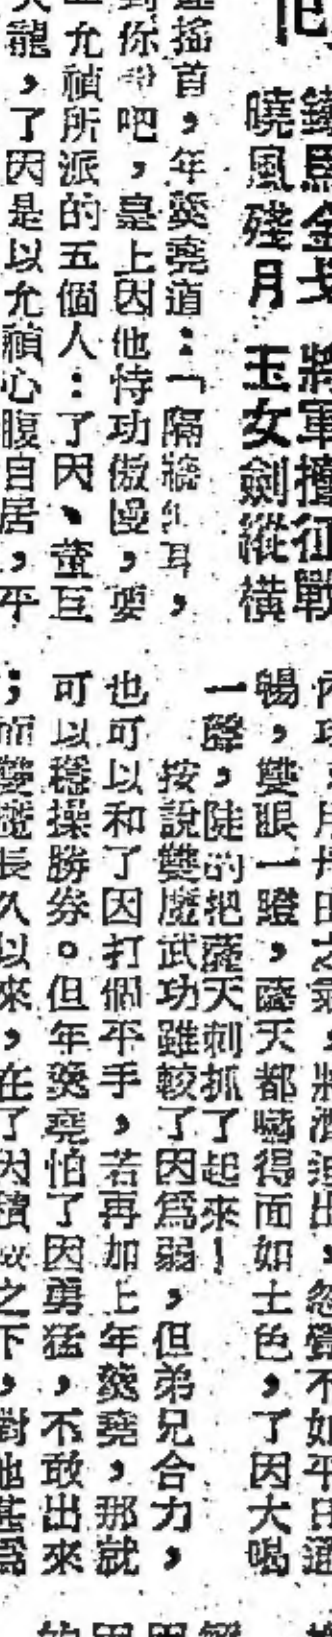 鐵馬金戈 將軍擅征戰
曉風殘月 玉女劍縱橫
搖首,年羹堯道:「隔牆有耳,
你吧,皇上因他恃功傲慢,要
允禎所派的五個人:了因、董巨
龍,了因是以允禎心腹自居,平
暢,雙眼一瞪,薩天都嚇得面如土色,了因大喝
一聲,陡的把薩天刺抓了起來!
按說雙魔武功雖較了因爲弱,但弟兄合力,
也可以和了因打個平手,若再加上年羹堯,那就
可以穩操勝券。但年羹堯怕了因勇猛,不敢出來
;而雙魔長久以來,在了因積威之下,對他甚爲